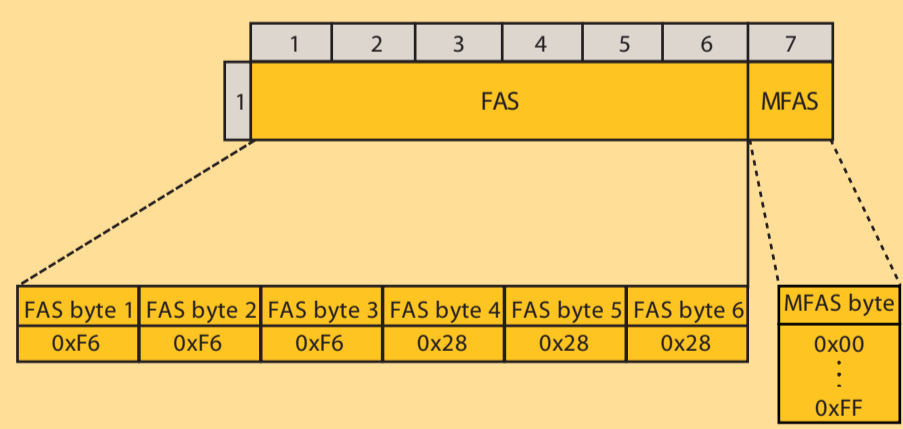 1 2 3 4 5 6 7
1 FAS MFAS
FAS byte 1 FAS byte 2 FAS byte 3 FAS byte 4 FAS byte 5 FAS byte 6 MFAS byte
0xF6 0xF6 0xF6 0x28 0x28 0x28 0x00
0xFF